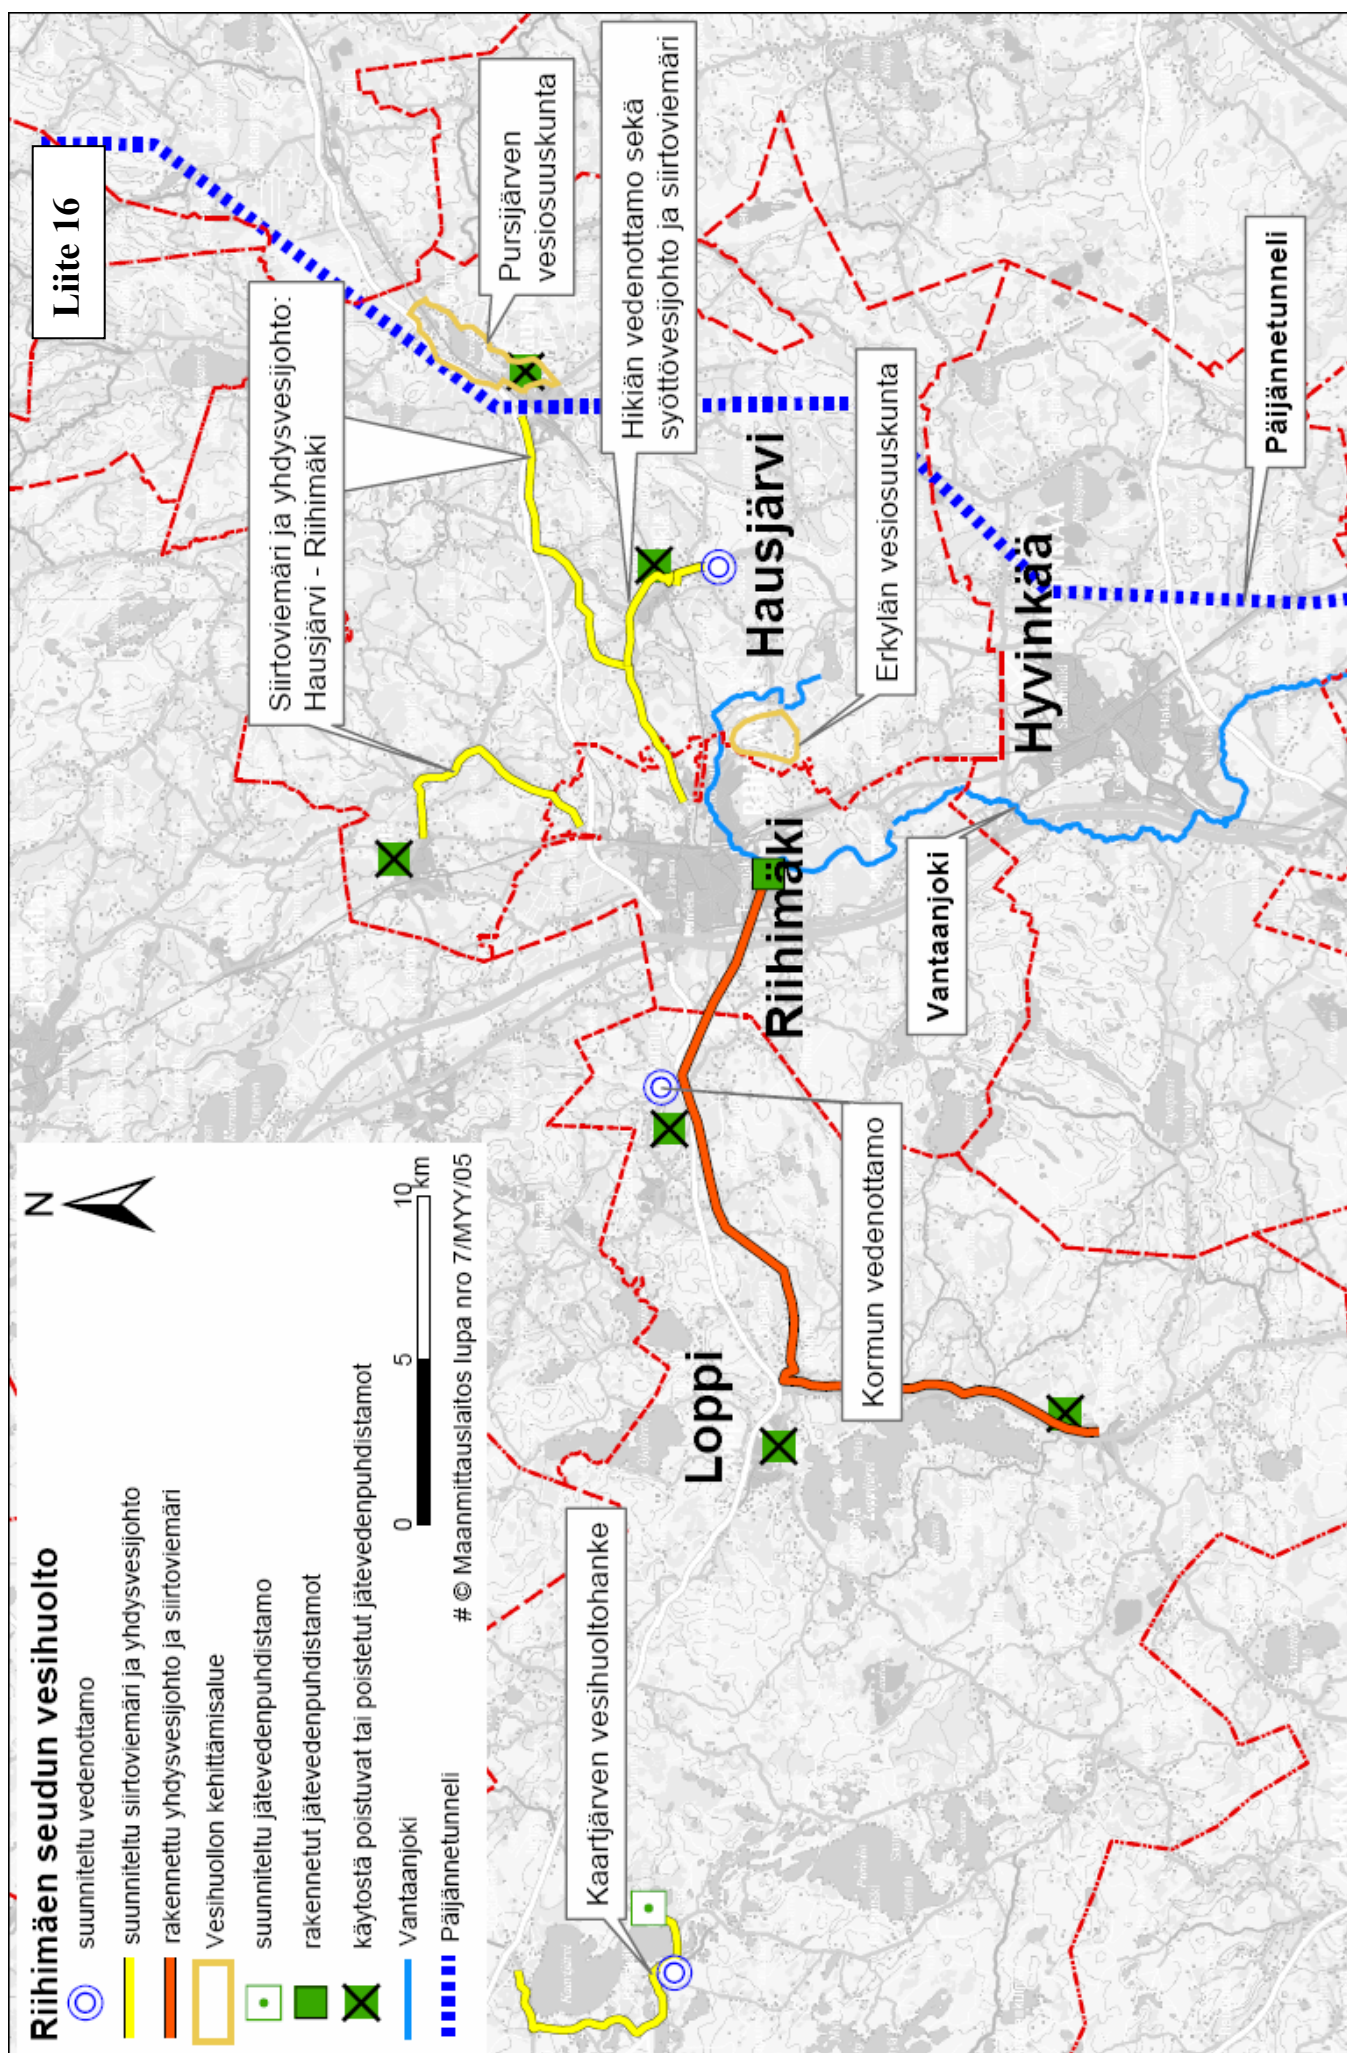 Liite 16
Riihimäen seudun vesihuolto
suunniteltu vedenottamo
suunniteltu siirtoviemäri ja yhdysvesijohto
rakennettu yhdysvesijohto ja siirtoviemäri
Vesihuollon kehittämisalue
suunniteltu jätevedenpuhdistamo
rakennetut jätevedenpuhdistamot
käytöstä poistuvat tai poistetut jätevedenpuhdistamot
Vantaanjoki
Päijännetunneli
N
0 5 10
km
# © Maanmittauslaitos lupa nro 7/MYY/05
Siirtoviemäri ja yhdysvesijohto:
Hausjärvi - Riihimäki
Pursijärven
vesiosuuskunta
Hikiän vedenottamo sekä
syöttövesijohto ja siirtoviemäri
Kaartjärven vesihuoltohanke
Loppi
Riihimäki
Hausjärvi
Kormun vedenottamo
Erkylän vesiosuuskunta
Vantaanjoki
Hyvinkää
Päijännetunneli